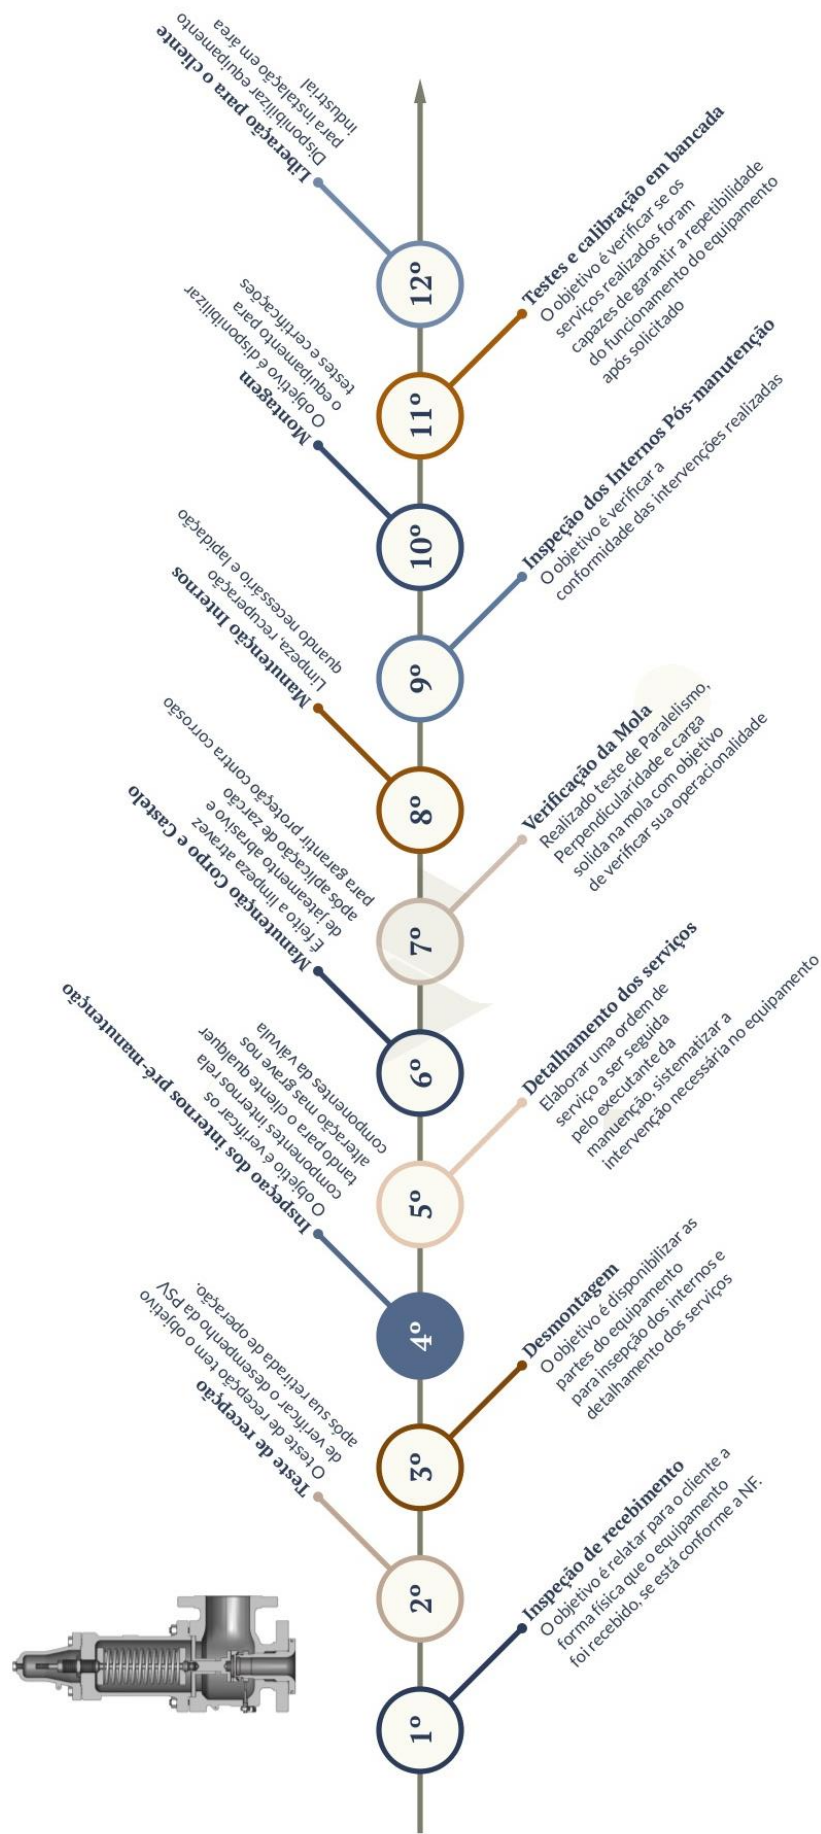 1º
Inspeção de recebimento
O objetivo é relatar para o cliente a
forma física que o equipamento
foi recebido, se está conforme a NF.
2º
Teste de recepção
O teste de recepção tem o objetivo
de verificar o desempenho da PSV
após sua retirada de operação.
3º
Desmontagem
O objetivo é disponibilizar as
partes do equipamento
para insepção dos internos e
detalhamento dos serviços
4º
Inspeção dos internos pré-manutenção
O objetio é verificar os
componentes internos rela
tando para o cliente qualquer
alteração mas grave nos
componentes da válvula
5º
Detalhamento dos serviços
Elaborar uma ordem de
serviço a ser seguida
pelo executante da
manuenção, sistematizar a
intervenção necessária no equipamento
6º
Manutenção Corpo e Castelo
É feito a limpeza atravez
de jateamento abrasivo e
após aplicação de zarcão
para garantir proteção contra corrosão
7º
Verificação da Mola
Realizado teste de Paralelismo,
Perpendicularidade e carga
solida na mola com objetivo
de verificar sua operacionalidade
8º
Manutenção Internos
Limpeza, recuperação
quando necessário e lapidação
9º
Inspeção dos Internos Pós-manutenção
O objetivo é verificar a
conformidade das intervenções realizadas
10º
Montagem
O objetivo é disponibilizar
o equipamento para
testes e certificações
11º
Testes e calibração em bancada
O objetivo é verificar se os
serviços realizados foram
capazes de garantir a repetibilidade
do funcionamento do equipamento
após solicitado
12º
Liberação para o cliente
Disponibilizar equipamento
para instalação em área
industrial